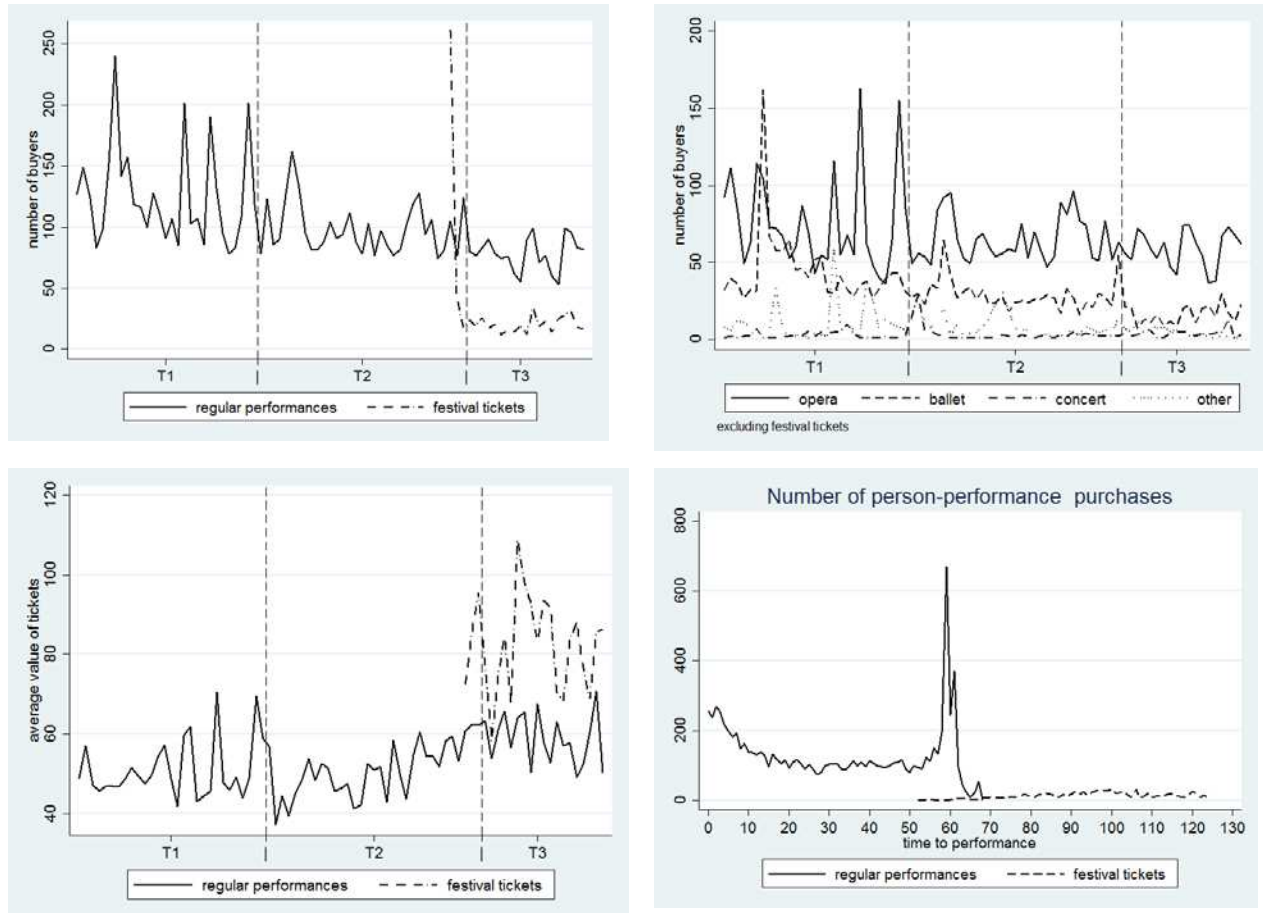 250
200
150
100
50
0
number of buyers
T1 T2 T3
regular performances festival tickets
200
150
100
50
0
number of buyers
T1 T2 T3
opera ballet concert other
excluding festival tickets
120
100
80
60
40
average value of tickets
T1 T2 T3
regular performances festival tickets
Number of person-performance purchases
800
600
400
200
0
0 10 20 30 40 50 60 70 80 90 100 110 120 130
time to performance
regular performances festival tickets